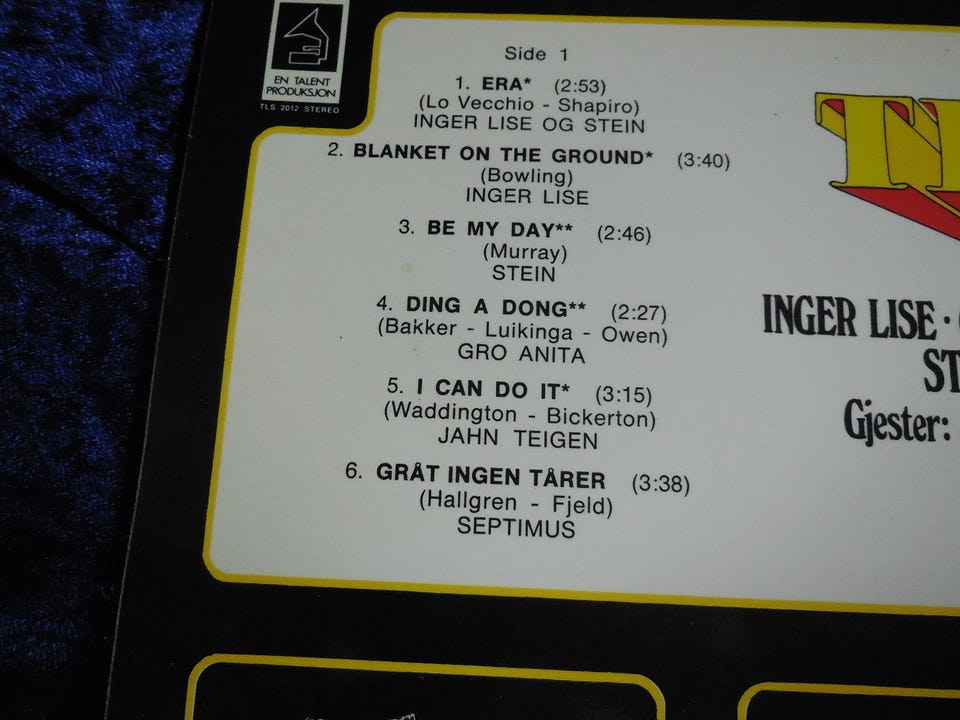 EN TALENT
PRODUKSJON
TLS 2012 STEREO
Side 1
1. ERA* (2:53)
(Lo Vecchio - Shapiro)
INGER LISE OG STEIN
2. BLANKET ON THE GROUND* (3:40)
(Bowling)
INGER LISE
3. BE MY DAY** (2:46)
(Murray)
STEIN
4. DING A DONG** (2:27)
(Bakker - Luikinga - Owen)
GRO ANITA
5. I CAN DO IT* (3:15)
(Waddington - Bickerton)
JAHN TEIGEN
6. GRÅT INGEN TÅRER (3:38)
(Hallgren - Fjeld)
SEPTIMUS
INGER LISE ·
ST
Gjester: